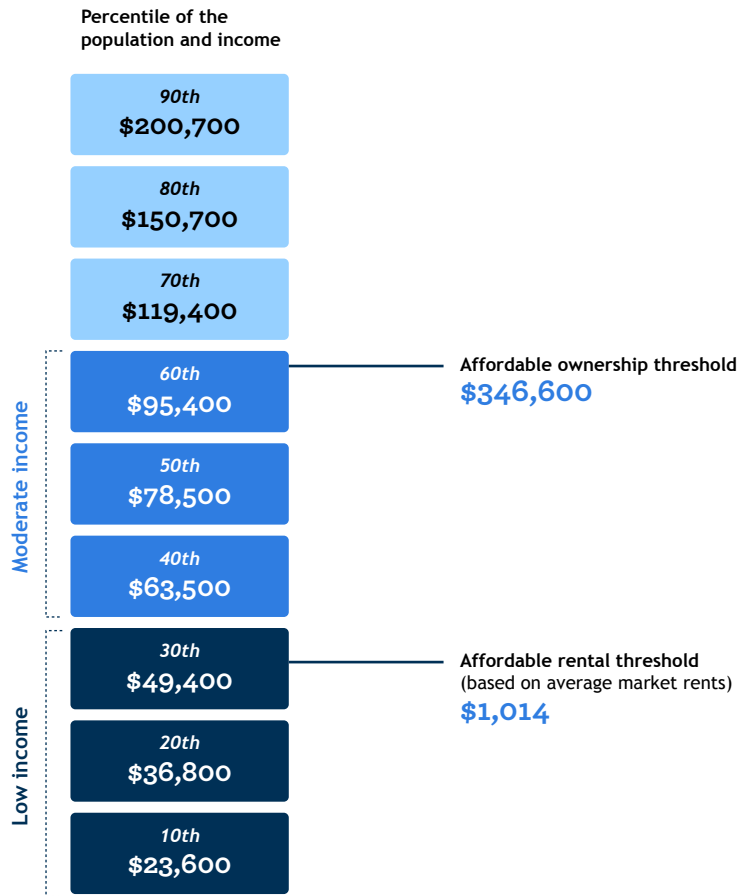 Percentile of the
population and income
90th
$200,700
80th
$150,700
70th
$119,400
60th
$95,400
Affordable ownership threshold
$346,600
50th
$78,500
40th
$63,500
Moderate income
30th
$49,400
Affordable rental threshold
(based on average market rents)
$1,014
20th
$36,800
10th
$23,600
Low income